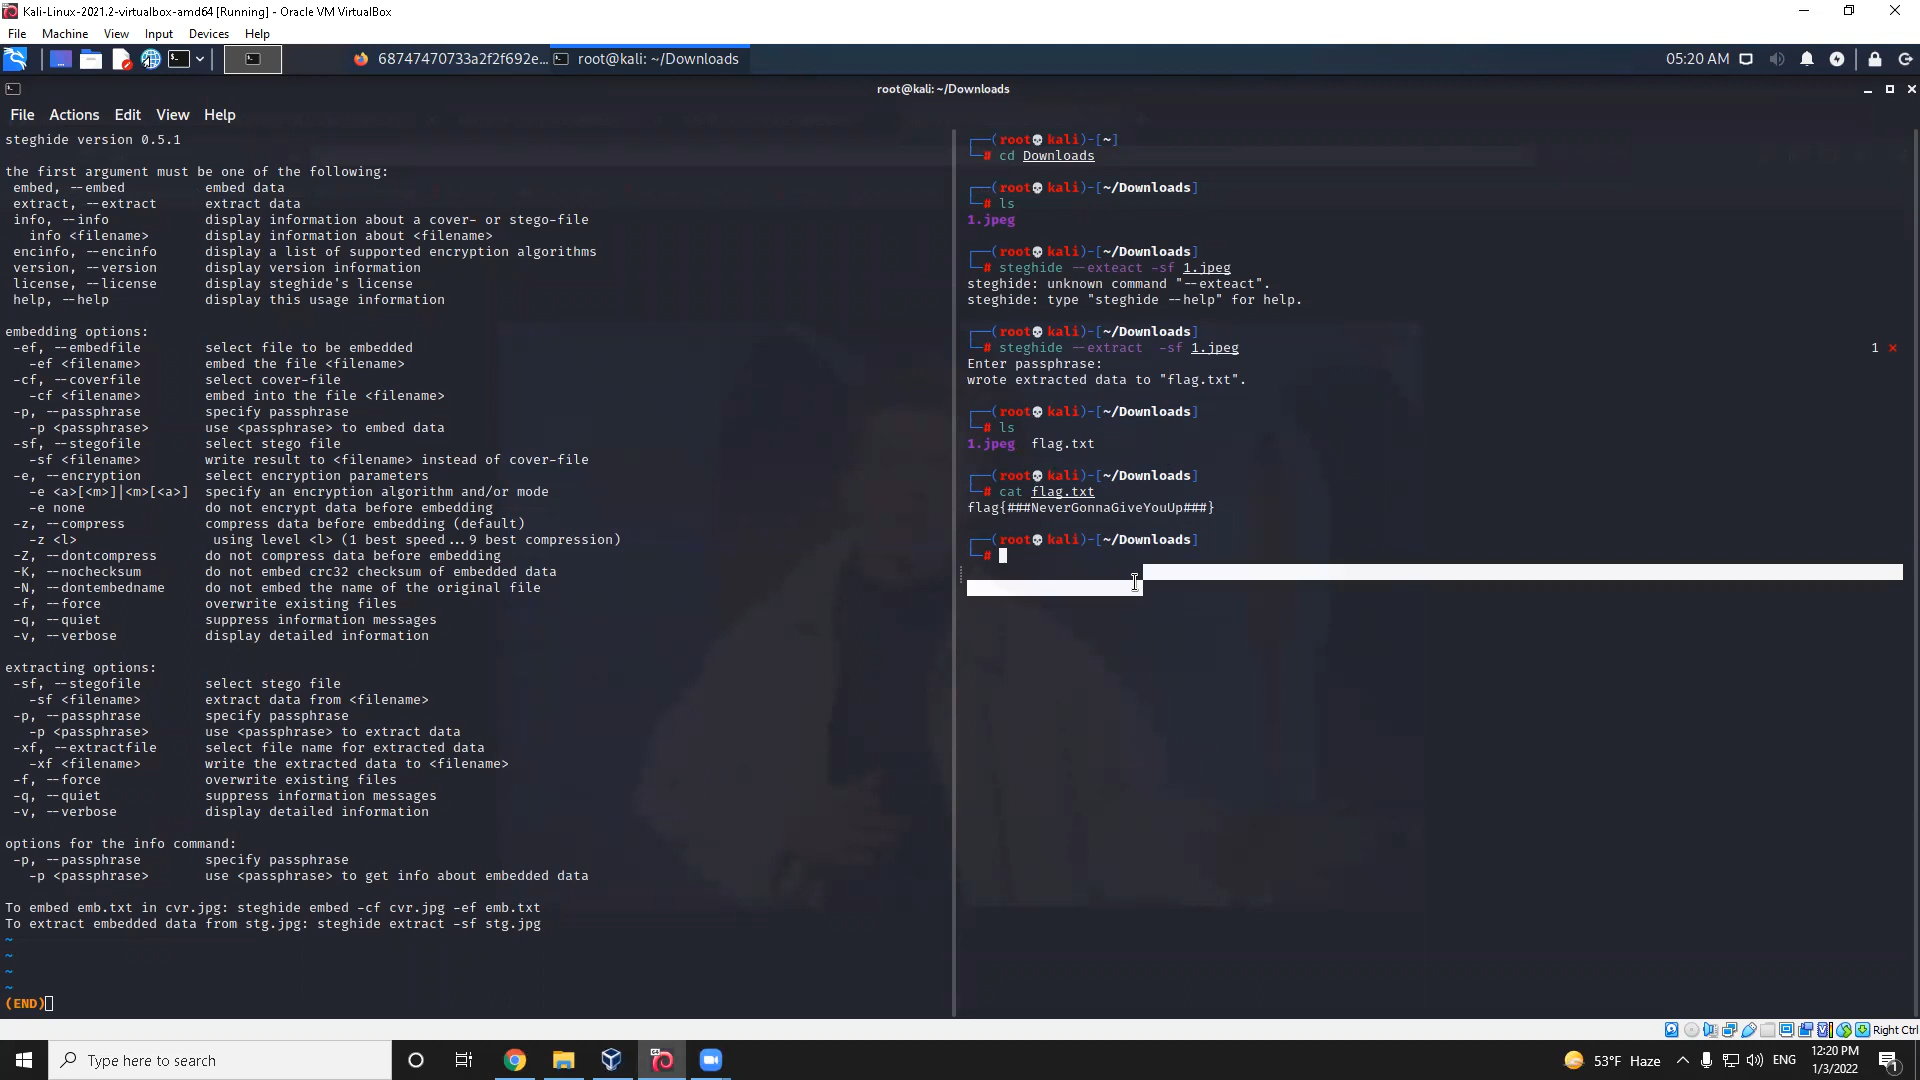 Kali-Linux-2021.2-virtualbox-amd64 [Running] - Oracle VM VirtualBox
File Machine View Input Devices Help
68747470733a2f2f692e... root@kali: ~/Downloads 05:20 AM
root@kali: ~/Downloads
File Actions Edit View Help
steghide version 0.5.1
the first argument must be one of the following:
embed, --embed embed data
extract, --extract extract data
info, --info display information about a cover- or stego-file
info <filename> display information about <filename>
encinfo, --encinfo display a list of supported encryption algorithms
version, --version display version information
license, --license display steghide's license
help, --help display this usage information
embedding options:
-ef, --embedfile select file to be embedded
-ef <filename> embed the file <filename>
-cf, --coverfile select cover-file
-cf <filename> embed into the file <filename>
-p, --passphrase specify passphrase
-p <passphrase> use <passphrase> to embed data
-sf, --stegofile select stego file
-sf <filename> write result to <filename> instead of cover-file
-e, --encryption select encryption parameters
-e <a>[<m>]|<m>[<a>] specify an encryption algorithm and/or mode
-e none do not encrypt data before embedding
-z, --compress compress data before embedding (default)
-z <l> using level <l> (1 best speed...9 best compression)
-Z, --dontcompress do not compress data before embedding
-K, --nochecksum do not embed crc32 checksum of embedded data
-N, --dontembedname do not embed the name of the original file
-f, --force overwrite existing files
-q, --quiet suppress information messages
-v, --verbose display detailed information
extracting options:
-sf, --stegofile select stego file
-sf <filename> extract data from <filename>
-p, --passphrase specify passphrase
-p <passphrase> use <passphrase> to extract data
-xf, --extractfile select file name for extracted data
-xf <filename> write the extracted data to <filename>
-f, --force overwrite existing files
-q, --quiet suppress information messages
-v, --verbose display detailed information
options for the info command:
-p, --passphrase specify passphrase
-p <passphrase> use <passphrase> to get info about embedded data
To embed emb.txt in cvr.jpg: steghide embed -cf cvr.jpg -ef emb.txt
To extract embedded data from stg.jpg: steghide extract -sf stg.jpg
~
~
~
~
(END)
┌──(root💀kali)-[~]
└─# cd Downloads
┌──(root💀kali)-[~/Downloads]
└─# ls
1.jpeg
┌──(root💀kali)-[~/Downloads]
└─# steghide --exteact -sf 1.jpeg
steghide: unknown command "--exteact".
steghide: type "steghide --help" for help.
┌──(root💀kali)-[~/Downloads]
└─# steghide --extract  -sf 1.jpeg 1 ⨯
Enter passphrase:
wrote extracted data to "flag.txt".
┌──(root💀kali)-[~/Downloads]
└─# ls
1.jpeg  flag.txt
┌──(root💀kali)-[~/Downloads]
└─# cat flag.txt
flag{###NeverGonnaGiveYouUp###}
┌──(root💀kali)-[~/Downloads]
└─#
Right Ctrl
Type here to search 53°F Haze ENG 12:20 PM
1/3/2022
1